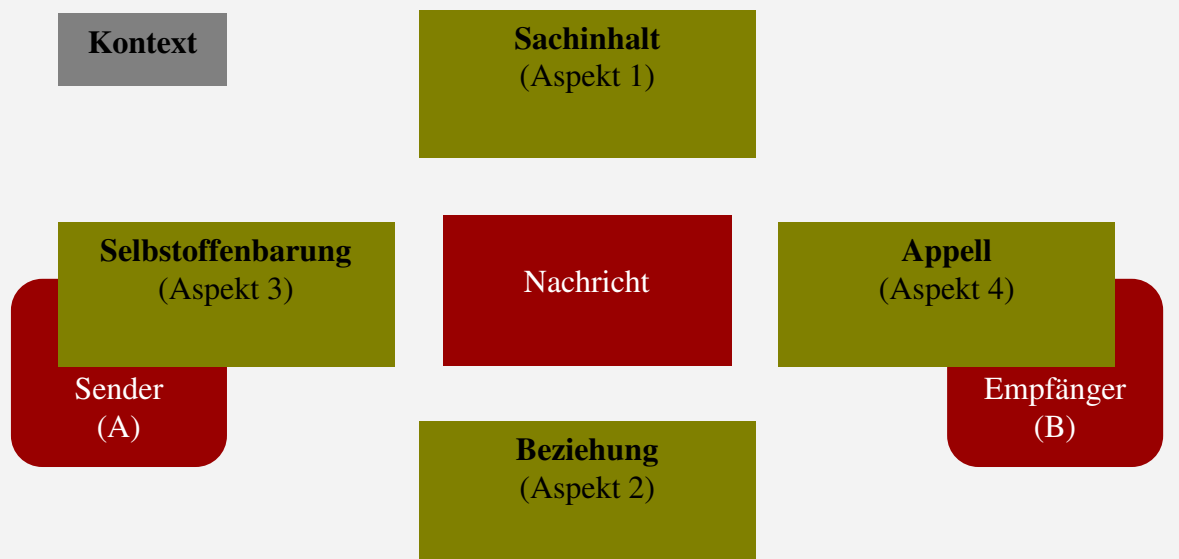 Kontext
Sachinhalt
(Aspekt 1)
Selbstoffenbarung
(Aspekt 3)
Nachricht
Appell
(Aspekt 4)
Sender
(A)
Empfänger
(B)
Beziehung
(Aspekt 2)